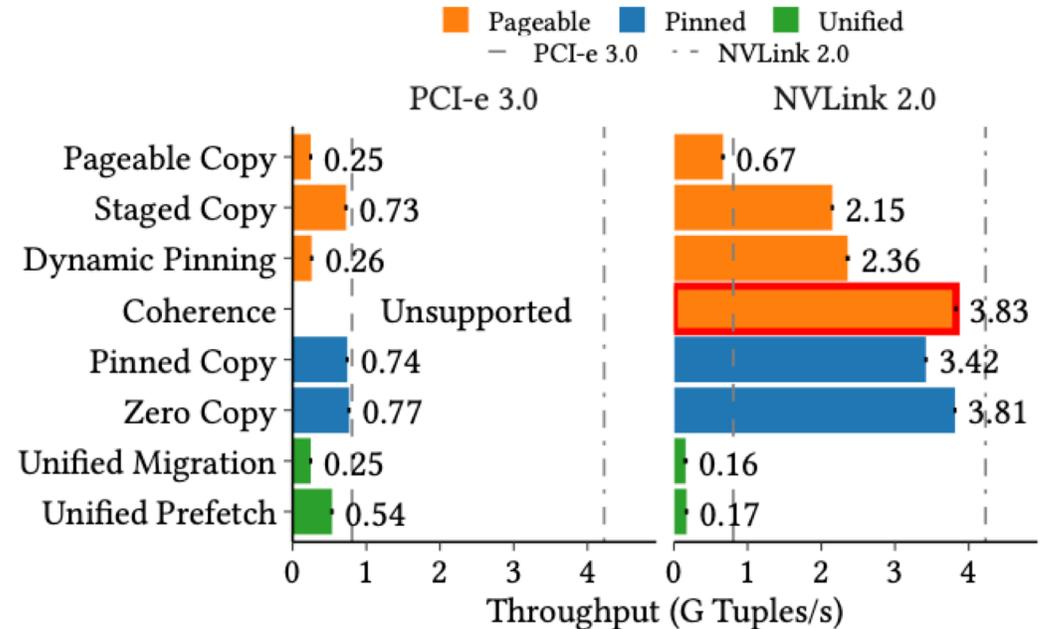 Pageable Pinned Unified
PCI-e 3.0 NVLink 2.0
PCI-e 3.0 NVLink 2.0
Pageable Copy 0.25 0.67
Staged Copy 0.73 2.15
Dynamic Pinning 0.26 2.36
Coherence Unsupported 3.83
Pinned Copy 0.74 3.42
Zero Copy 0.77 3.81
Unified Migration 0.25 0.16
Unified Prefetch 0.54 0.17
0 1 2 3 4 0 1 2 3 4
Throughput (G Tuples/s)